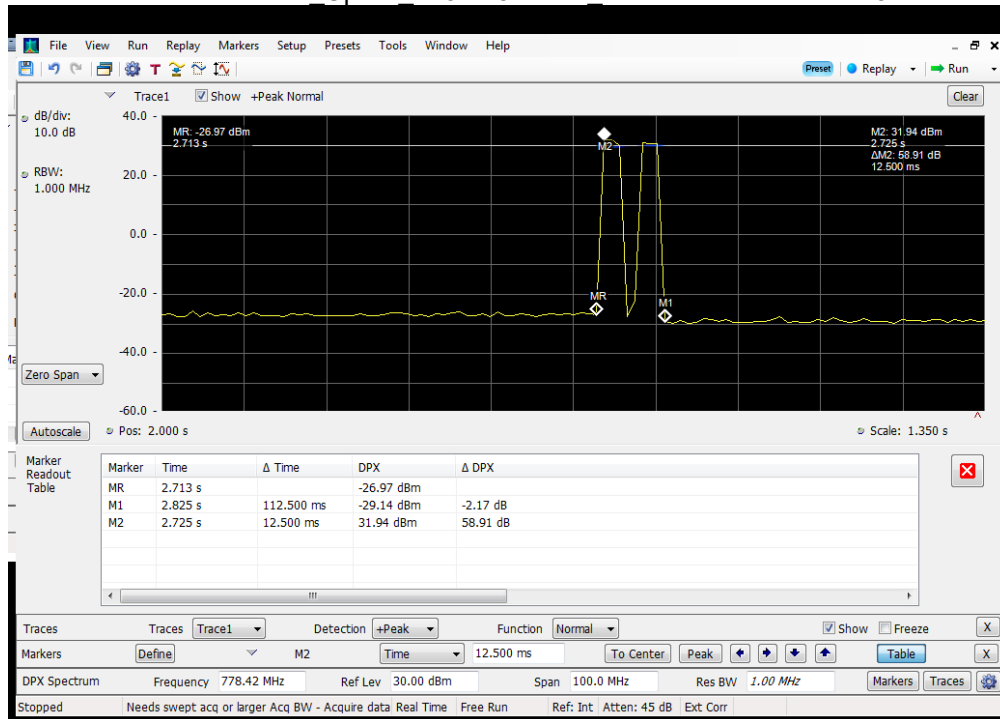 File View Run Replay Markers Setup Presets Tools Window Help
T Preset Replay Run
Trace1 Show +Peak Normal Clear
dB/div:
10.0 dB
RBW:
1.000 MHz
40.0
20.0
0.0
-20.0
-40.0
-60.0
MR: -26.97 dBm
2.713 s
M2: 31.94 dBm
2.725 s
ΔM2: 58.91 dB
12.500 ms
M2
MR
M1
Zero Span
Autoscale Pos: 2.000 s Scale: 1.350 s
Marker
Readout
Table
Marker Time Δ Time DPX Δ DPX
MR 2.713 s -26.97 dBm
M1 2.825 s 112.500 ms -29.14 dBm -2.17 dB
M2 2.725 s 12.500 ms 31.94 dBm 58.91 dB
Traces Traces Trace1 Detection +Peak Function Normal Show Freeze X
Markers Define M2 Time 12.500 ms To Center Peak Table X
DPX Spectrum Frequency 778.42 MHz Ref Lev 30.00 dBm Span 100.0 MHz Res BW 1.00 MHz Markers Traces
Stopped Needs swept acq or larger Acq BW - Acquire data Real Time Free Run Ref: Int Atten: 45 dB Ext Corr